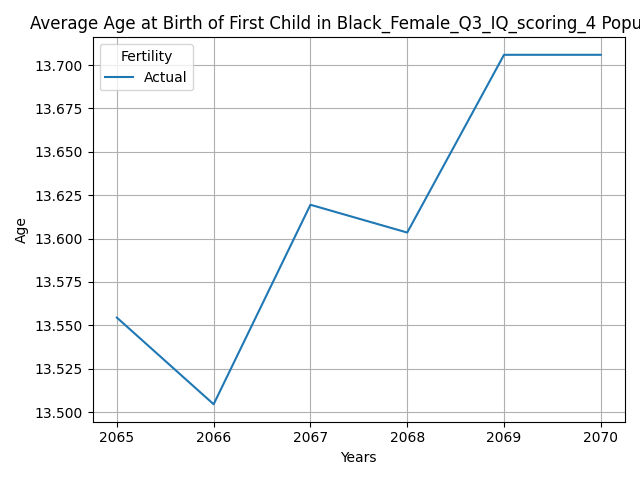 Average Age at Birth of First Child in Black_Female_Q3_IQ_scoring_4 Popu
Fertility
Actual
13.700
13.675
13.650
13.625
13.600
13.575
13.550
13.525
13.500
Age
2065 2066 2067 2068 2069 2070
Years